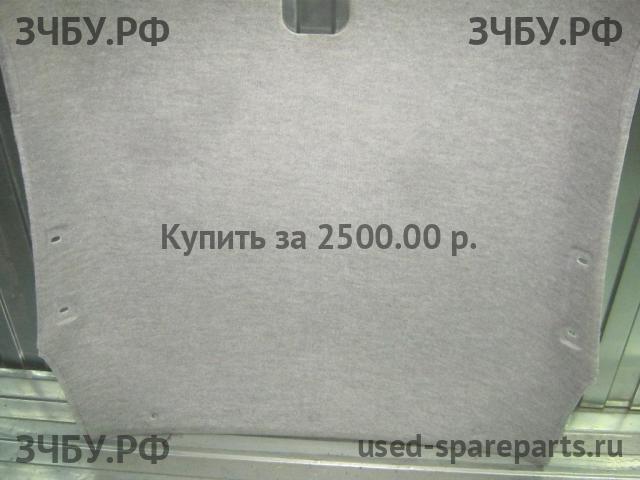 ЗЧБУ.РФ
ЗЧБУ.РФ
Купить за 2500.00 р.
ЗЧБУ.РФ
used-spareparts.ru